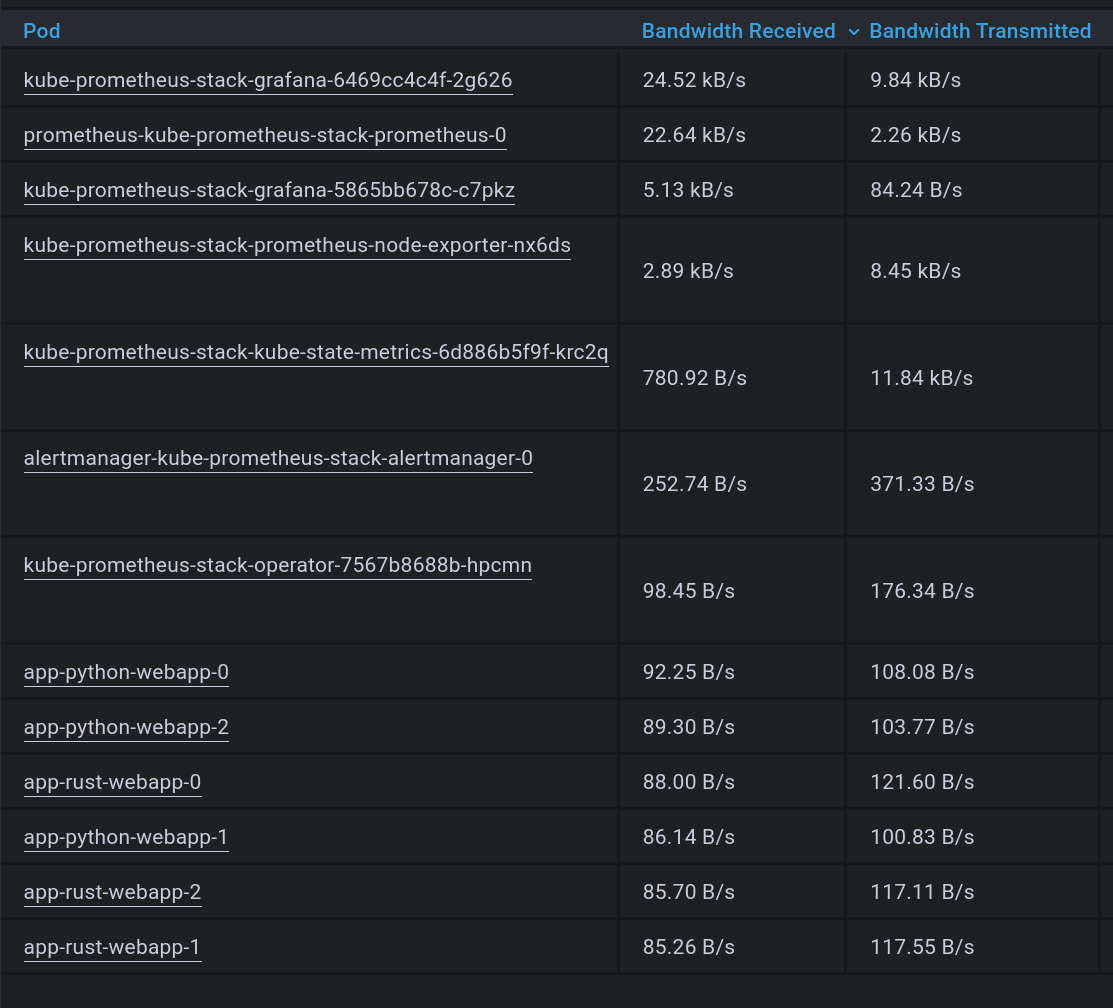 Pod Bandwidth Received Bandwidth Transmitted
kube-prometheus-stack-grafana-6469cc4c4f-2g626 24.52 kB/s 9.84 kB/s
prometheus-kube-prometheus-stack-prometheus-0 22.64 kB/s 2.26 kB/s
kube-prometheus-stack-grafana-5865bb678c-c7pkz 5.13 kB/s 84.24 B/s
kube-prometheus-stack-prometheus-node-exporter-nx6ds 2.89 kB/s 8.45 kB/s
kube-prometheus-stack-kube-state-metrics-6d886b5f9f-krc2q 780.92 B/s 11.84 kB/s
alertmanager-kube-prometheus-stack-alertmanager-0 252.74 B/s 371.33 B/s
kube-prometheus-stack-operator-7567b8688b-hpcmn 98.45 B/s 176.34 B/s
app-python-webapp-0 92.25 B/s 108.08 B/s
app-python-webapp-2 89.30 B/s 103.77 B/s
app-rust-webapp-0 88.00 B/s 121.60 B/s
app-python-webapp-1 86.14 B/s 100.83 B/s
app-rust-webapp-2 85.70 B/s 117.11 B/s
app-rust-webapp-1 85.26 B/s 117.55 B/s